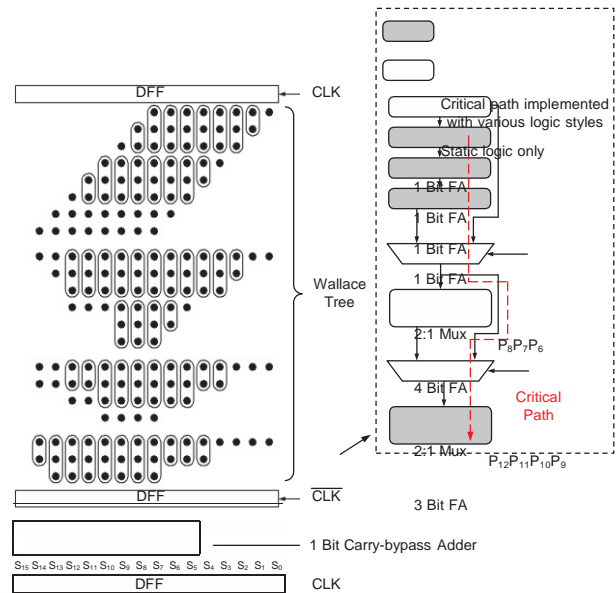 DFF
CLK
Critical path implemented
with various logic styles
Static logic only
1 Bit FA
1 Bit FA
1 Bit FA
1 Bit FA
Wallace
Tree
2:1 Mux
P8P7P6
4 Bit FA
Critical
Path
2:1 Mux
P12P11P10P9
DFF
CLK
3 Bit FA
1 Bit Carry-bypass Adder
S15 S14 S13 S12 S11 S10 S9 S8 S7 S6 S5 S4 S3 S2 S1 S0
DFF
CLK